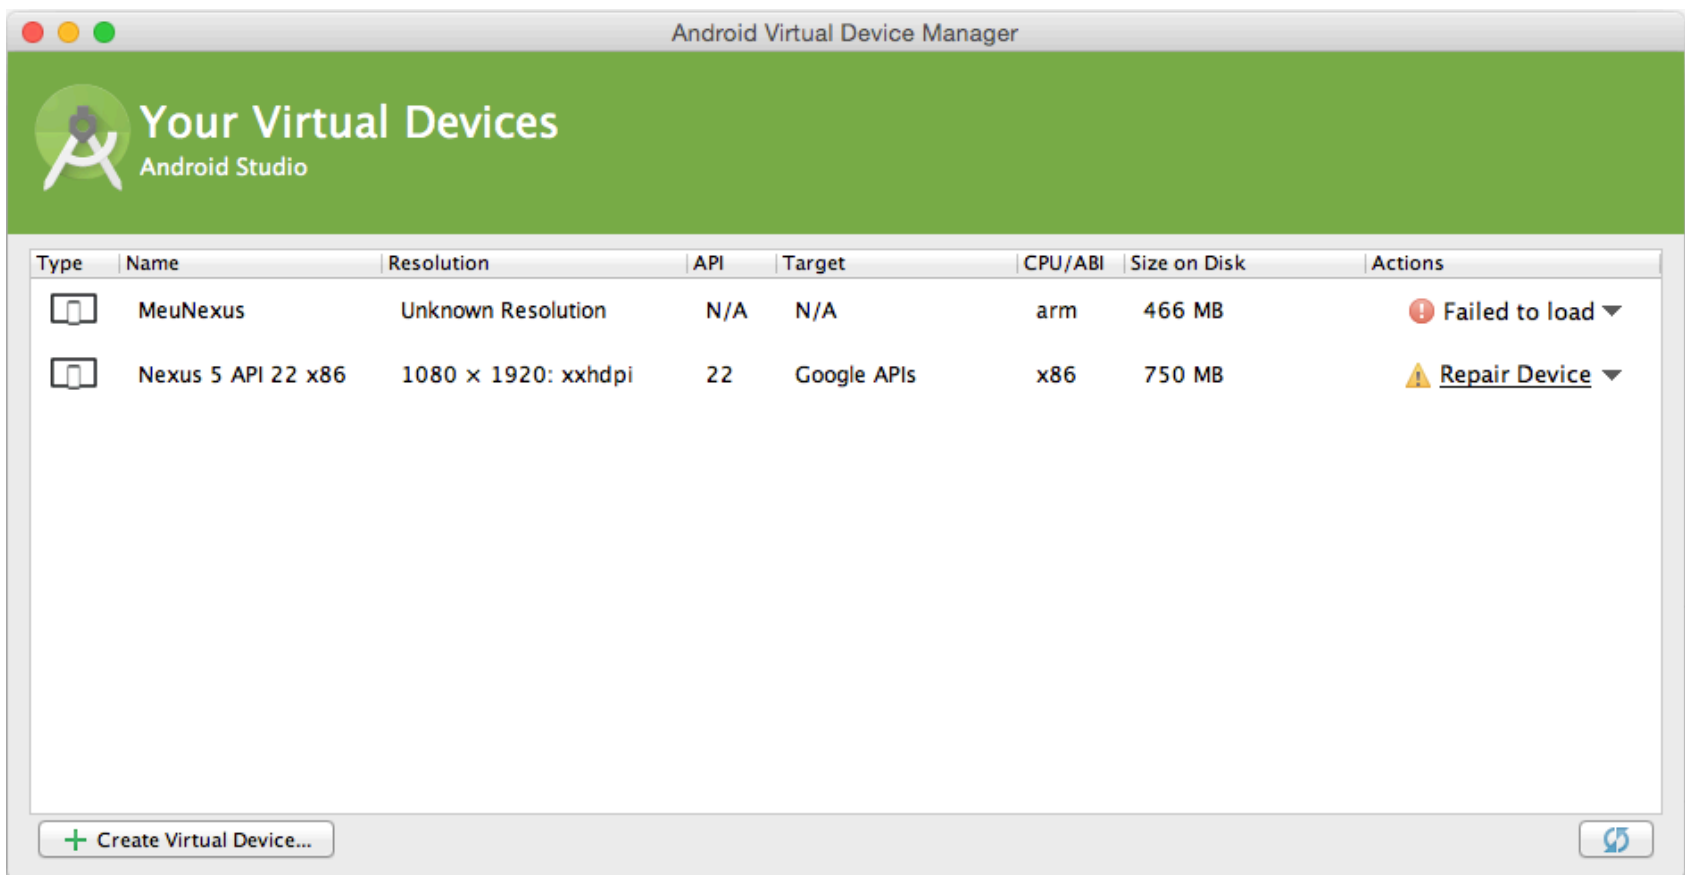 Android Virtual Device Manager
Your Virtual Devices
Android Studio
Type Name Resolution API Target CPU/ABI Size on Disk Actions
MeuNexus Unknown Resolution N/A N/A arm 466 MB Failed to load
Nexus 5 API 22 x86 1080 × 1920: xxhdpi 22 Google APIs x86 750 MB Repair Device
Create Virtual Device...